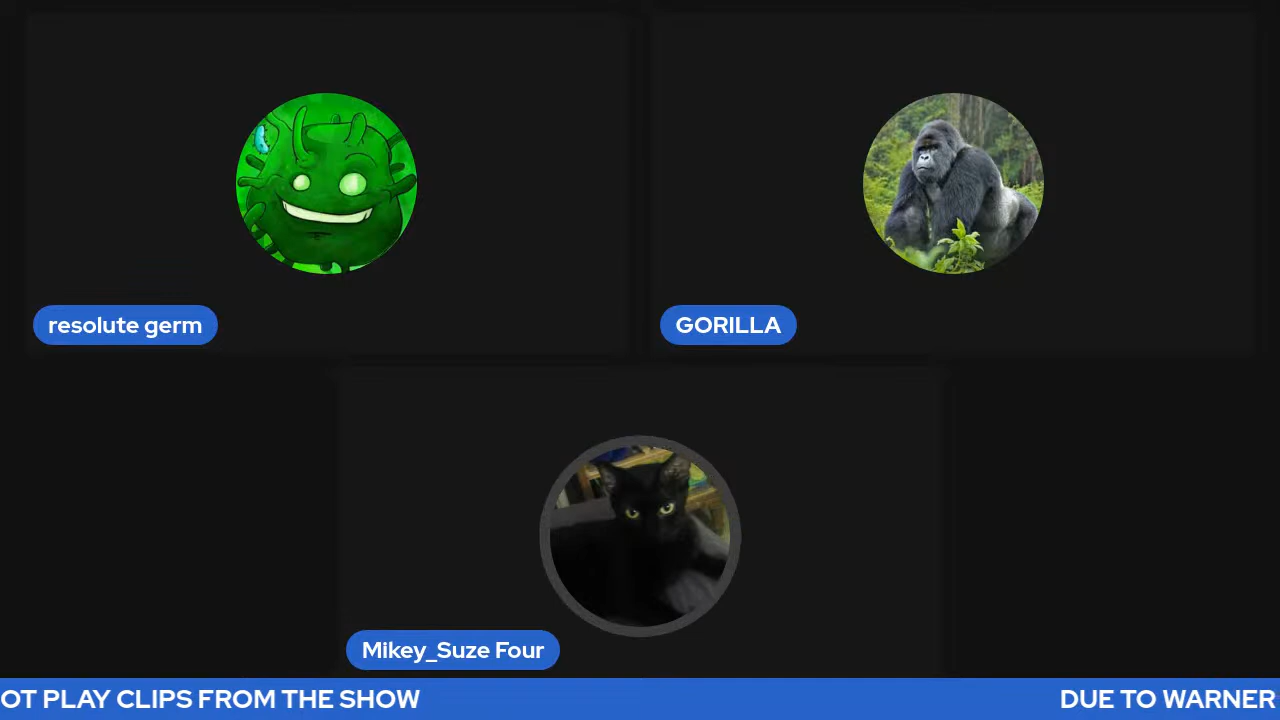 resolute germ
GORILLA
Mikey_Suze Four
OT PLAY CLIPS FROM THE SHOW
DUE TO WARNER